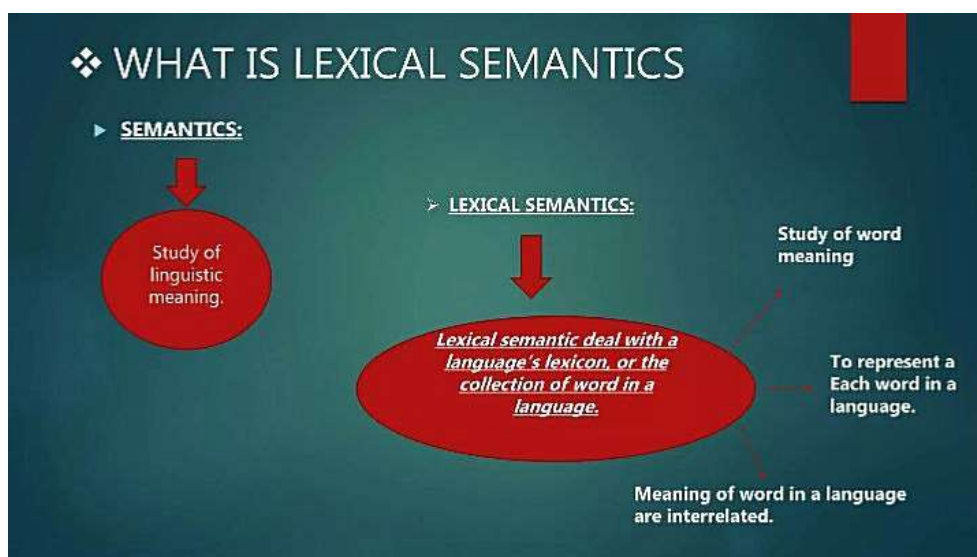 ❖ WHAT IS LEXICAL SEMANTICS
SEMANTICS:
Study of
linguistic
meaning.
LEXICAL SEMANTICS:
Lexical semantic deal with a
language's lexicon, or the
collection of word in a
language.
Study of word
meaning
To represent a
Each word in a
language.
Meaning of word in a language
are interrelated.